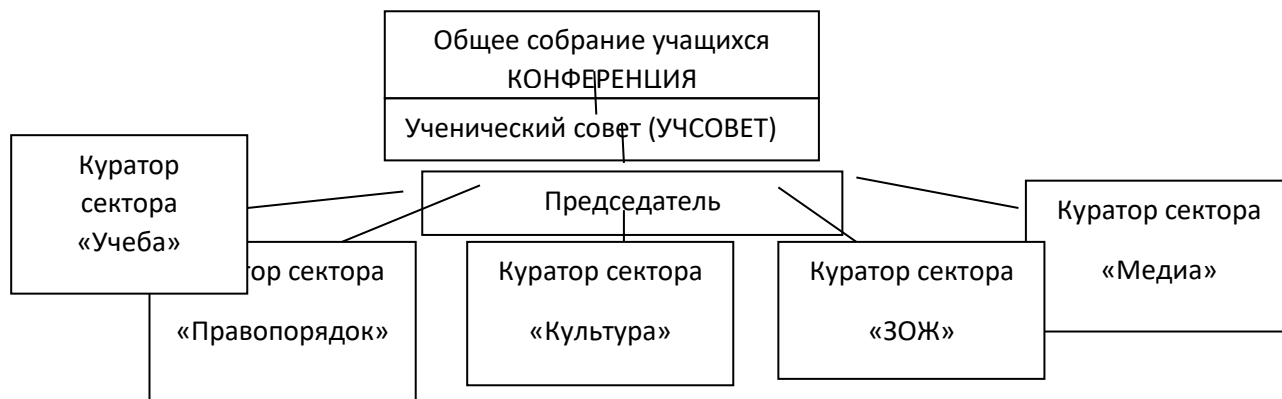 Общее собрание учащихся
КОНФЕРЕНЦИЯ
Ученический совет (УЧСОВЕТ)
Председатель
Куратор
сектора
«Учеба»
сектора
«Правопорядок»
Куратор сектора
«Культура»
Куратор сектора
«ЗОЖ»
Куратор сектора
«Медиа»